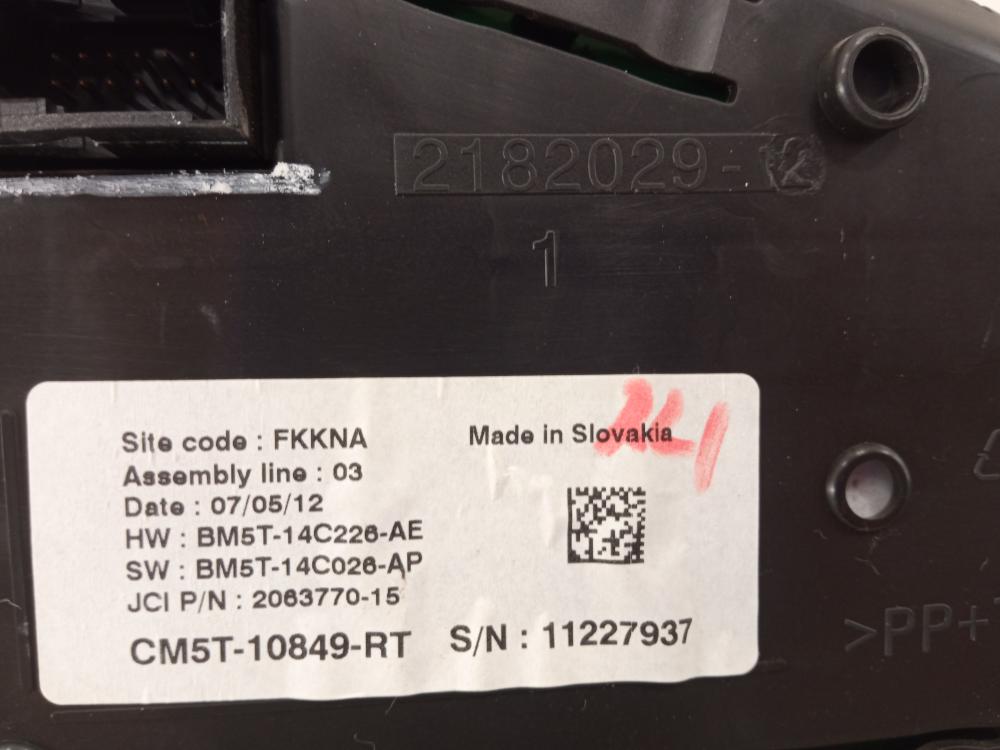 2182029-12
1
Site code : FKKNA
Made in Slovakia
Assembly line : 03
Date : 07/05/12
HW : BM5T-14C226-AE
SW : BM5T-14C026-AP
JCI P/N : 2063770-15
CM5T-10849-RT
S/N : 11227937
>PP+